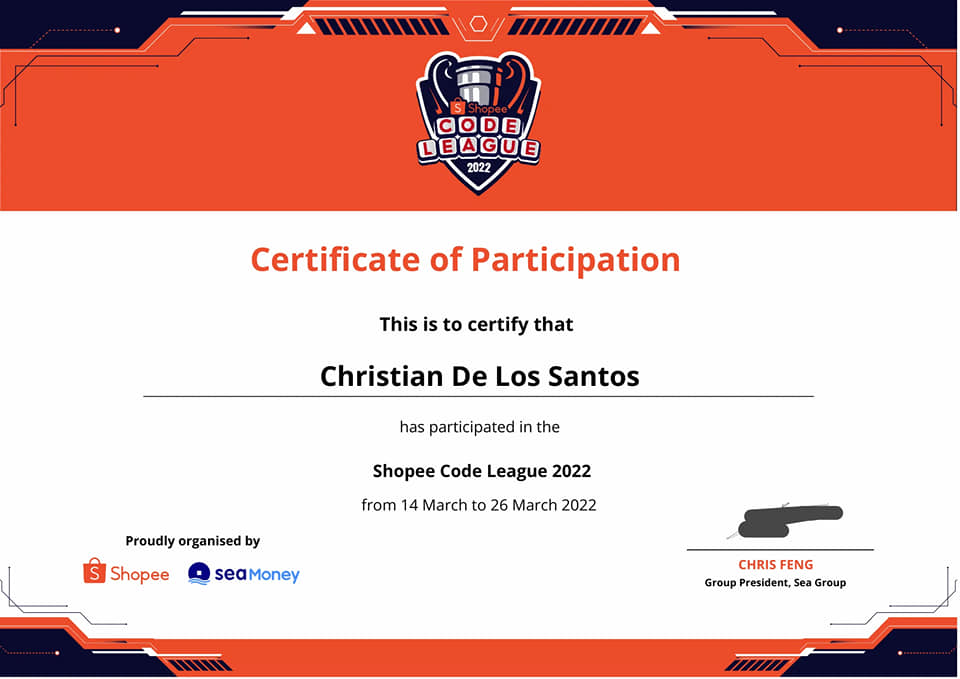 Shopee
CODE
LEAGUE
2022
Certificate of Participation
This is to certify that
Christian De Los Santos
has participated in the
Shopee Code League 2022
from 14 March to 26 March 2022
Proudly organised by
Shopee
sea Money
CHRIS FENG
Group President, Sea Group